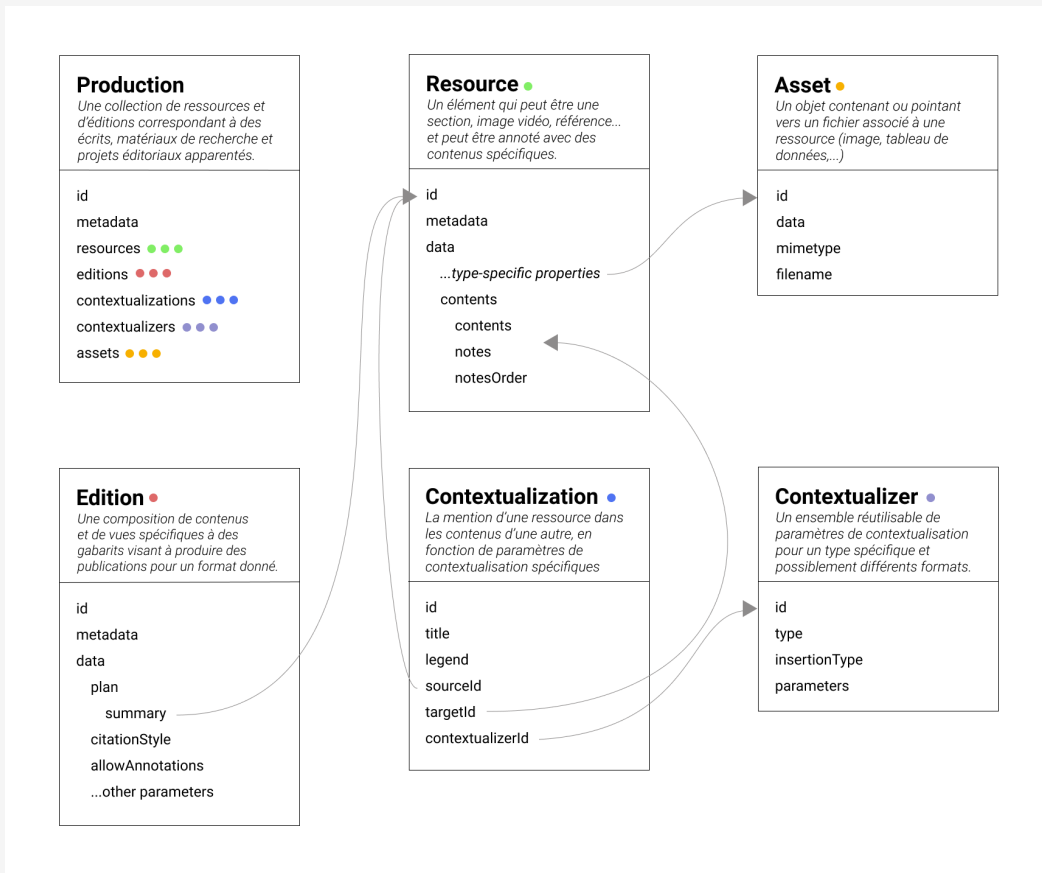 Production
Une collection de ressources et
d'éditions correspondant à des
écrits, matériaux de recherche et
projets éditoriaux apparentés.
id
metadata
resources
editions
contextualizations
contextualizers
assets
Resource
Un élément qui peut être une
section, image vidéo, référence...
et peut être annoté avec des
contenus spécifiques.
id
metadata
data
...type-specific properties
contents
contents
notes
notesOrder
Asset
Un objet contenant ou pointant
vers un fichier associé à une
ressource (image, tableau de
données,...)
id
data
mimetype
filename
Edition
Une composition de contenus
et de vues spécifiques à des
gabarits visant à produire des
publications pour un format donné.
id
metadata
data
plan
summary
citationStyle
allowAnnotations
...other parameters
Contextualization
La mention d'une ressource dans
les contenus d'une autre, en
fonction de paramètres de
contextualisation spécifiques
id
title
legend
sourceId
targetId
contextualizerId
Contextualizer
Un ensemble réutilisable de
paramètres de contextualisation
pour un type spécifique et
possiblement différents formats.
id
type
insertionType
parameters